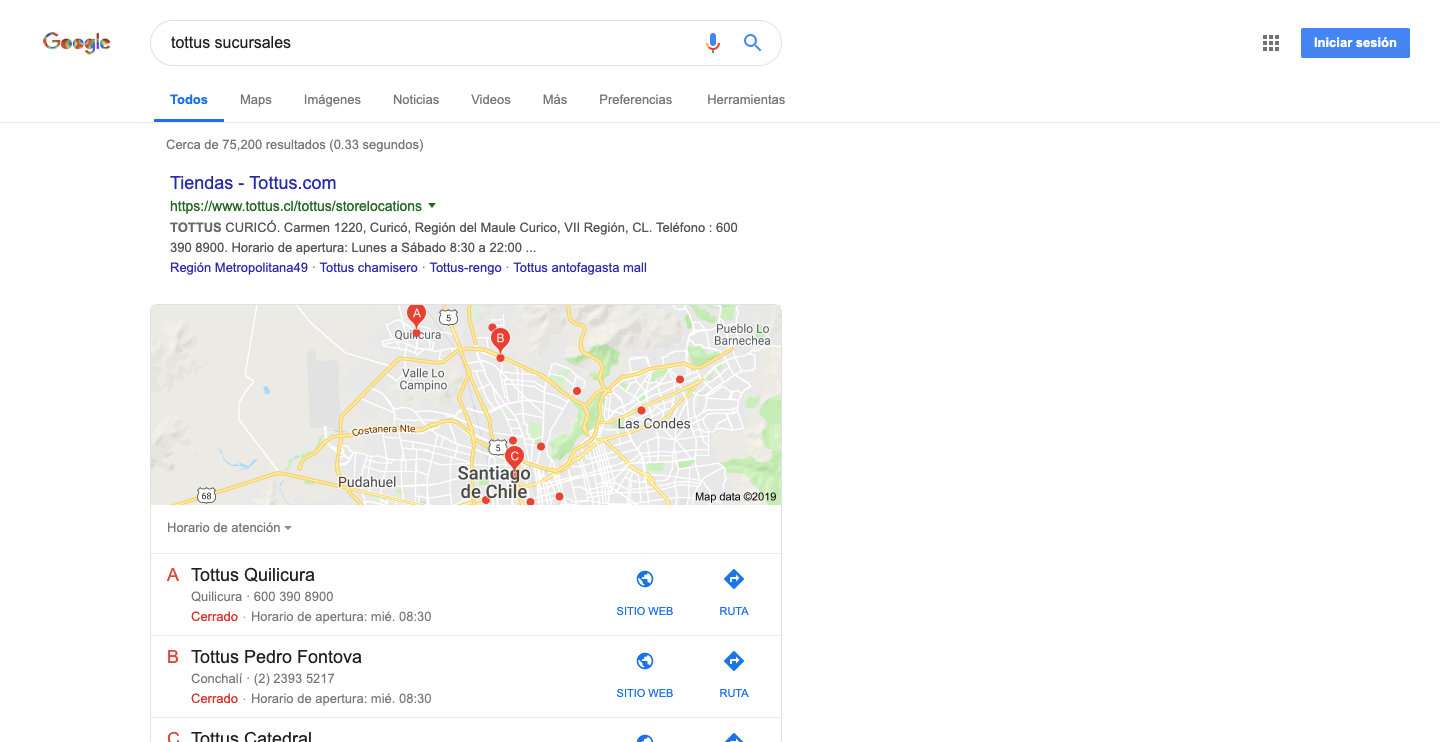 Google
tottus sucursales
Iniciar sesión
Todos Maps Imágenes Noticias Videos Más Preferencias Herramientas
Cerca de 75,200 resultados (0.33 segundos)
Tiendas - Tottus.com
https://www.tottus.cl/tottus/storelocations
TOTTUS CURICÓ. Carmen 1220, Curicó, Región del Maule Curico, VII Región, CL. Teléfono : 600
390 8900. Horario de apertura: Lunes a Sábado 8:30 a 22:00 ...
Región Metropolitana49 · Tottus chamisero · Tottus-rengo · Tottus antofagasta mall
A
5
Quilicura
B
Pueblo Lo
Barnechea
Valle Lo
Campino
Costanera Nte
Las Condes
5
C
Santiago
de Chile
Pudahuel
68
Map data ©2019
Horario de atención
A Tottus Quilicura
Quilicura · 600 390 8900
Cerrado · Horario de apertura: mié. 08:30
SITIO WEB RUTA
B Tottus Pedro Fontova
Conchalí · (2) 2393 5217
Cerrado · Horario de apertura: mié. 08:30
SITIO WEB RUTA
C Tottus Catedral